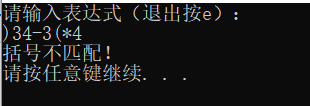 请输入表达式（退出按e）：
)34-3(*4
括号不匹配！
请按任意键继续. . .